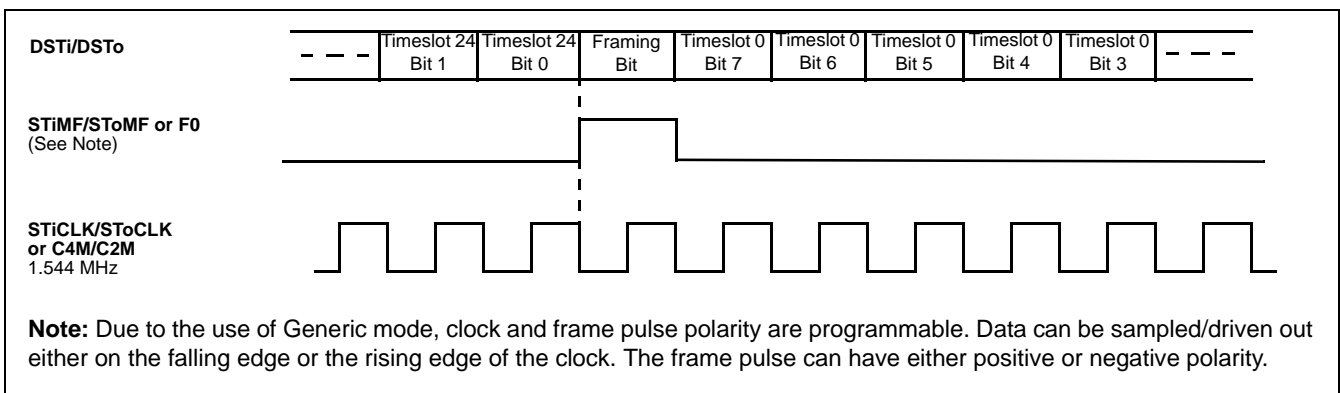 DSTi/DSTo
Timeslot 24 Timeslot 24 Framing Timeslot 0 Timeslot 0 Timeslot 0 Timeslot 0 Timeslot 0
Bit 1 Bit 0 Bit Bit 7 Bit 6 Bit 5 Bit 4 Bit 3
STiMF/SToMF or F0
(See Note)
STiCLK/SToCLK
or C4M/C2M
1.544 MHz
Note: Due to the use of Generic mode, clock and frame pulse polarity are programmable. Data can be sampled/driven out
either on the falling edge or the rising edge of the clock. The frame pulse can have either positive or negative polarity.